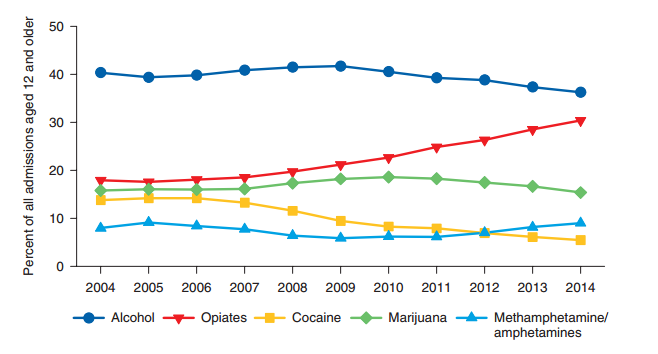 Percent of all admissions aged 12 and older
50
40
30
20
10
0
2004 2005 2006 2007 2008 2009 2010 2011 2012 2013 2014
Alcohol Opiates Cocaine Marijuana Methamphetamine/
amphetamines